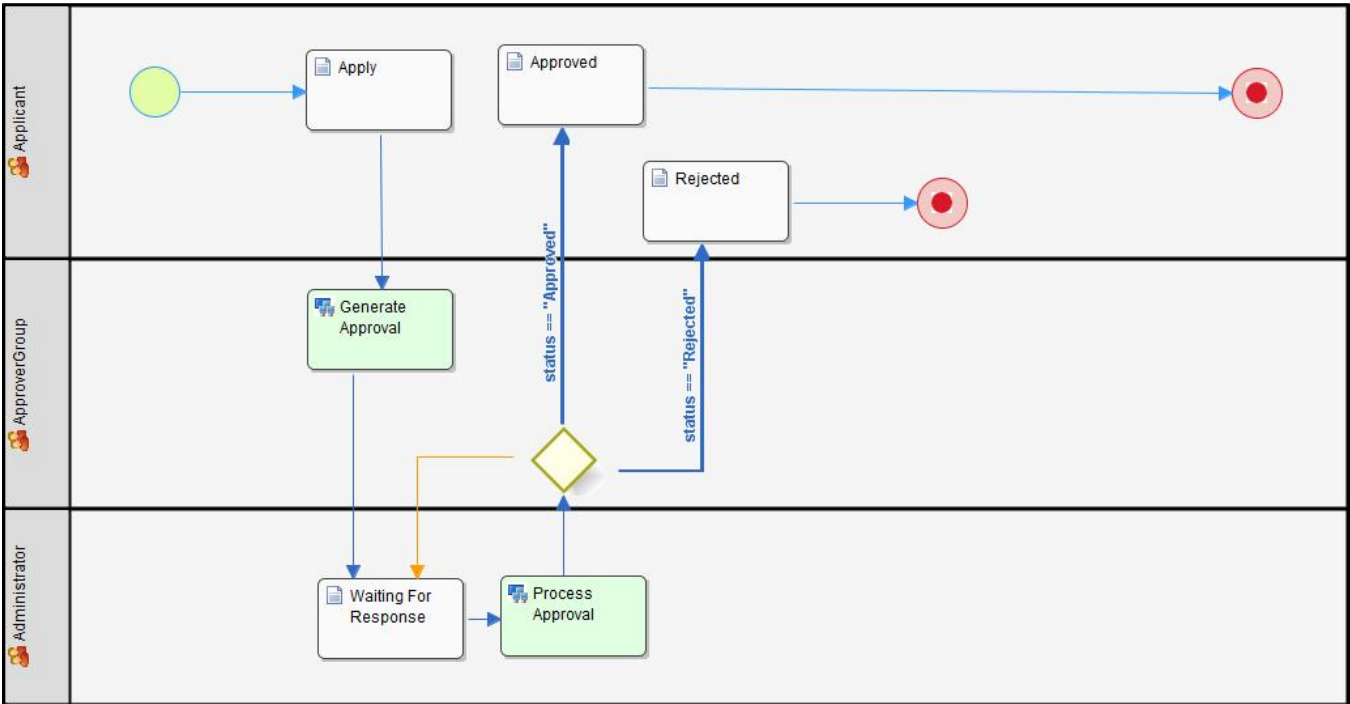 Applicant
Apply
Approved
Rejected
status == "Approved"
status == "Rejected"
ApproverGroup
Generate
Approval
Administrator
Waiting For
Response
Process
Approval